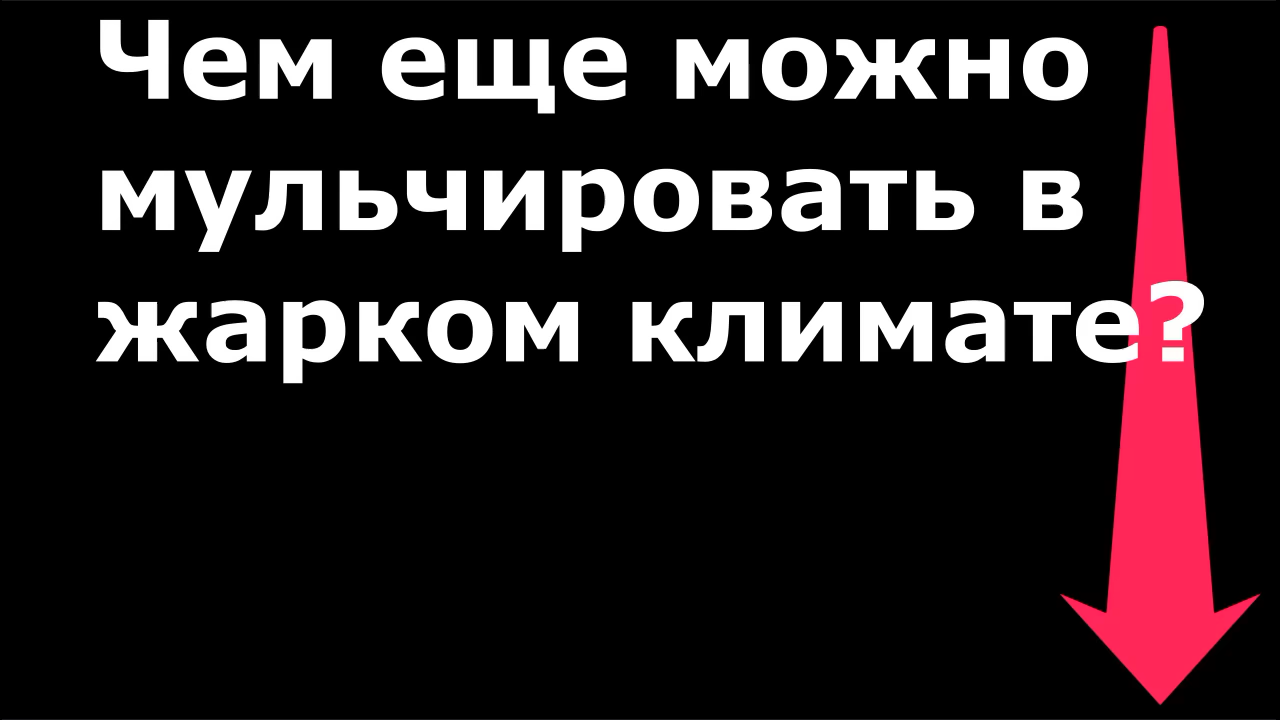 Чем еще можно
мульчировать в
жарком климате?